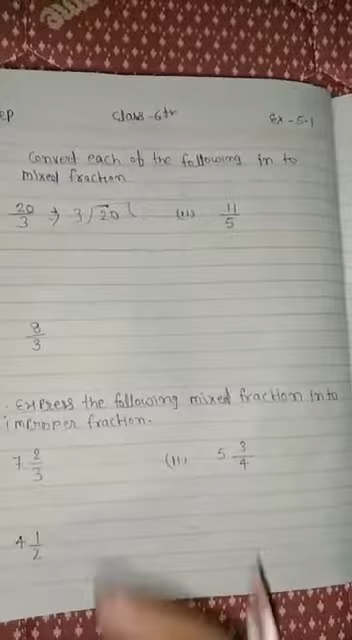 EP Class-6th Ex-5.1
Convert each of the following in to
mixed fraction
20/3 → 3√20 (ii) 11/5
8/3
. Express the following mixed fraction into
improper fraction.
7 2/3 (ii) 5 3/4
4 1/2